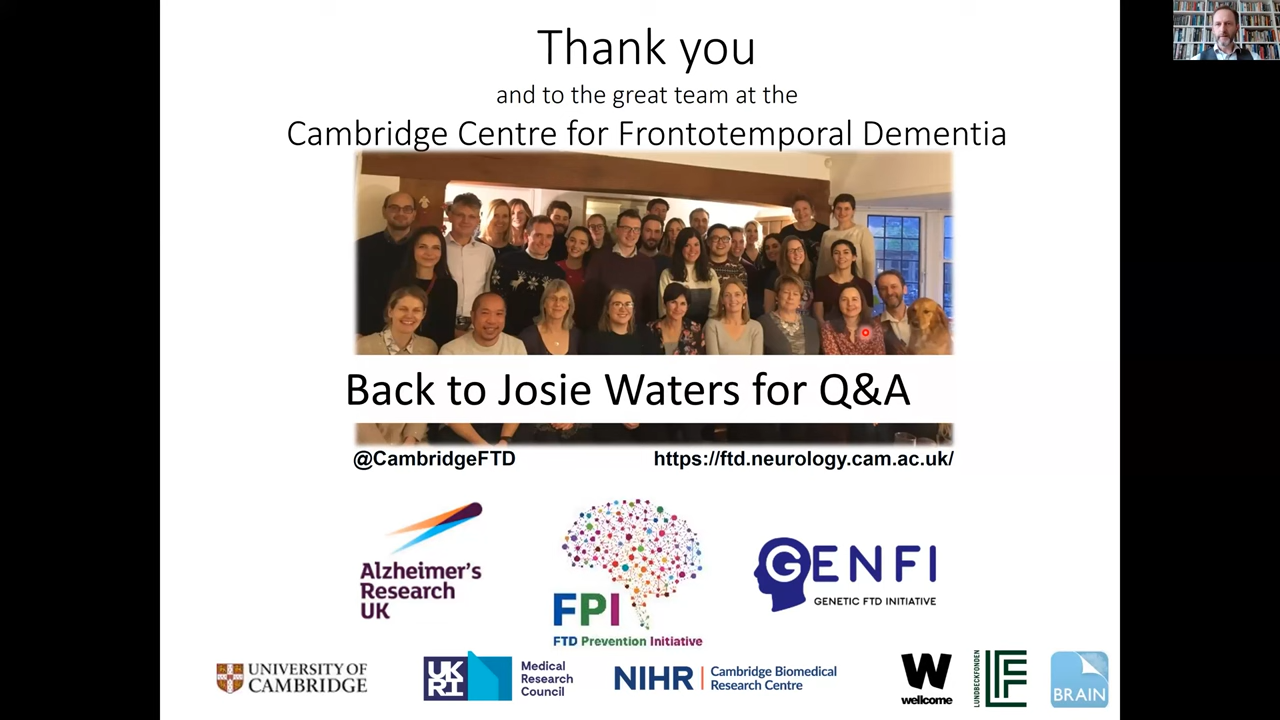 Thank you
and to the great team at the
Cambridge Centre for Frontotemporal Dementia
Back to Josie Waters for Q&A
@CambridgeFTD https://ftd.neurology.cam.ac.uk/
Alzheimer's
Research
UK
FPI
FTD Prevention Initiative
GENFI
GENETIC FTD INITIATIVE
UNIVERSITY OF
CAMBRIDGE
UK
RI
Medical
Research
Council
NIHR
Cambridge Biomedical
Research Centre
W
wellcome
LUNDBECKFONDEN
LF
BRAIN